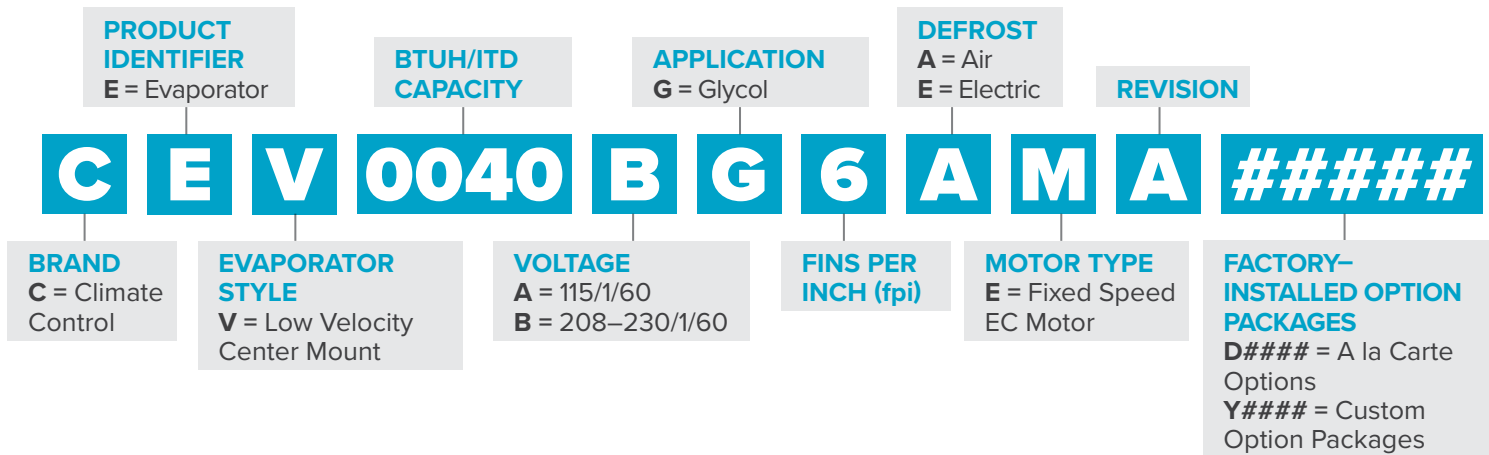 PRODUCT
IDENTIFIER
E = Evaporator
BTUH/ITD
CAPACITY
APPLICATION
G = Glycol
DEFROST
A = Air
E = Electric
REVISION
C E V 0040 B G 6 A M A #####
BRAND
C = Climate
Control
EVAPORATOR
STYLE
V = Low Velocity
Center Mount
VOLTAGE
A = 115/1/60
B = 208–230/1/60
FINS PER
INCH (fpi)
MOTOR TYPE
E = Fixed Speed
EC Motor
FACTORY–
INSTALLED OPTION
PACKAGES
D#### = A la Carte
Options
Y#### = Custom
Option Packages